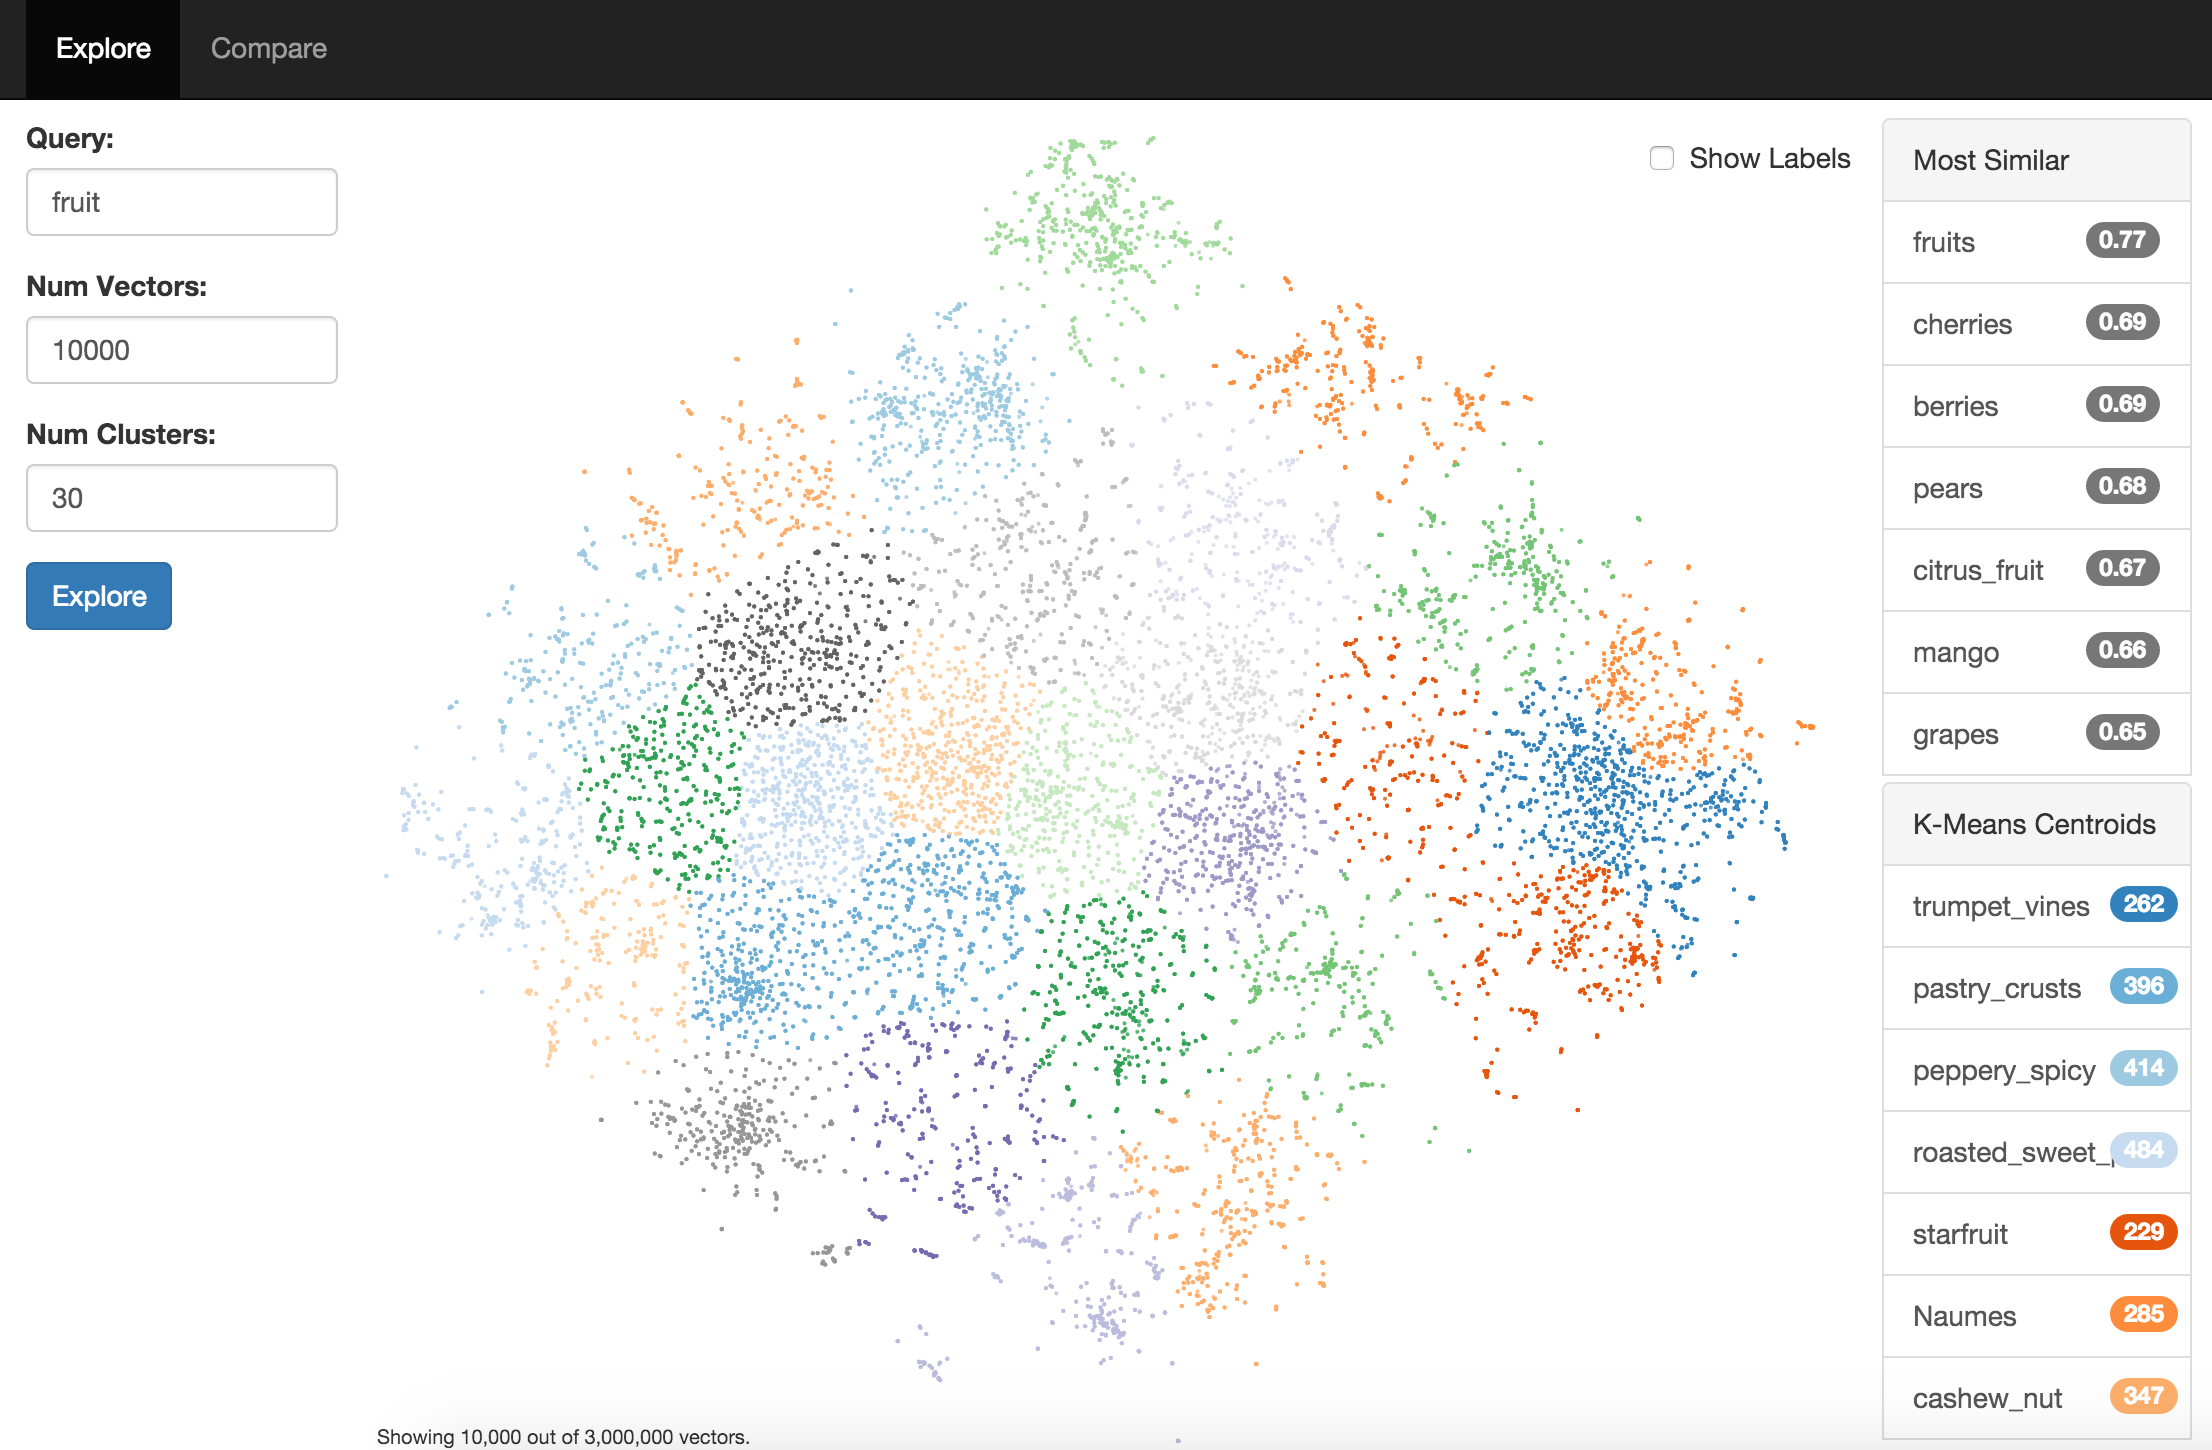 Explore Compare
Query:
fruit
Num Vectors:
10000
Num Clusters:
30
Explore
Show Labels
Most Similar
fruits 0.77
cherries 0.69
berries 0.69
pears 0.68
citrus_fruit 0.67
mango 0.66
grapes 0.65
K-Means Centroids
trumpet_vines 262
pastry_crusts 396
peppery_spicy 414
roasted_sweet_ 484
starfruit 229
Naumes 285
cashew_nut 347
Showing 10,000 out of 3,000,000 vectors.